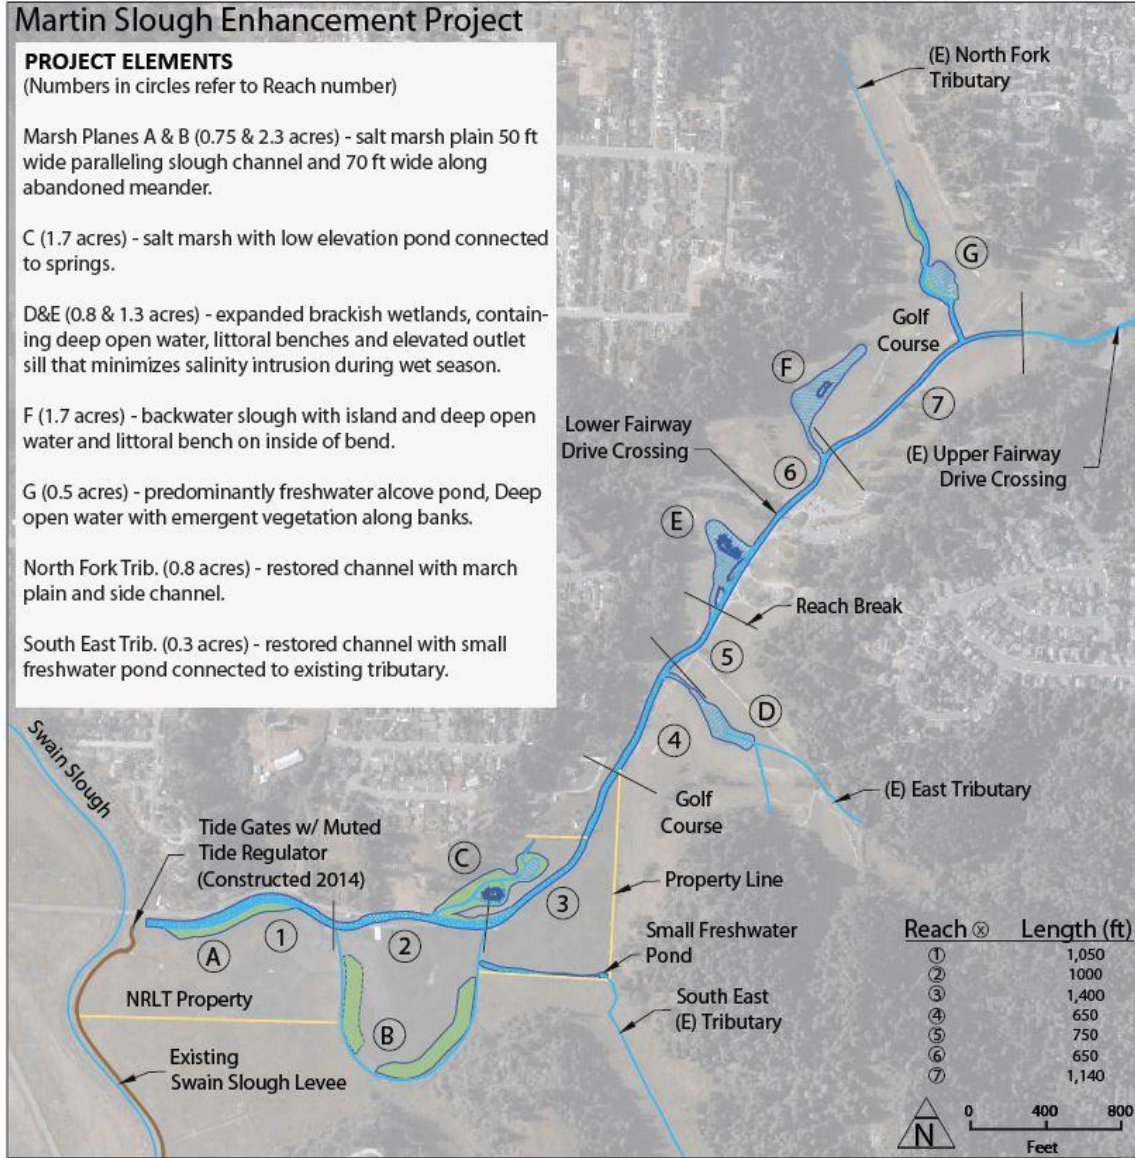 Martin Slough Enhancement Project
PROJECT ELEMENTS
(Numbers in circles refer to Reach number)
Marsh Planes A & B (0.75 & 2.3 acres) - salt marsh plain 50 ft
wide paralleling slough channel and 70 ft wide along
abandoned meander.
C (1.7 acres) - salt marsh with low elevation pond connected
to springs.
D&E (0.8 & 1.3 acres) - expanded brackish wetlands, contain-
ing deep open water, littoral benches and elevated outlet
sill that minimizes salinity intrusion during wet season.
F (1.7 acres) - backwater slough with island and deep open
water and littoral bench on inside of bend.
G (0.5 acres) - predominantly freshwater alcove pond, Deep
open water with emergent vegetation along banks.
North Fork Trib. (0.8 acres) - restored channel with march
plain and side channel.
South East Trib. (0.3 acres) - restored channel with small
freshwater pond connected to existing tributary.
(E) North Fork
Tributary
G
Golf
Course
F
7
Lower Fairway
Drive Crossing
6
(E) Upper Fairway
Drive Crossing
E
Reach Break
5
D
4
(E) East Tributary
Golf
Course
Swain Slough
Tide Gates w/ Muted
Tide Regulator
(Constructed 2014)
C
Property Line
3
A
1
2
Small Freshwater
Pond
NRLT Property
South East
(E) Tributary
B
Existing
Swain Slough Levee
Reach ⓧ Length (ft)
① 1,050
② 1000
③ 1,400
④ 650
⑤ 750
⑥ 650
⑦ 1,140
N
0 400 800
Feet